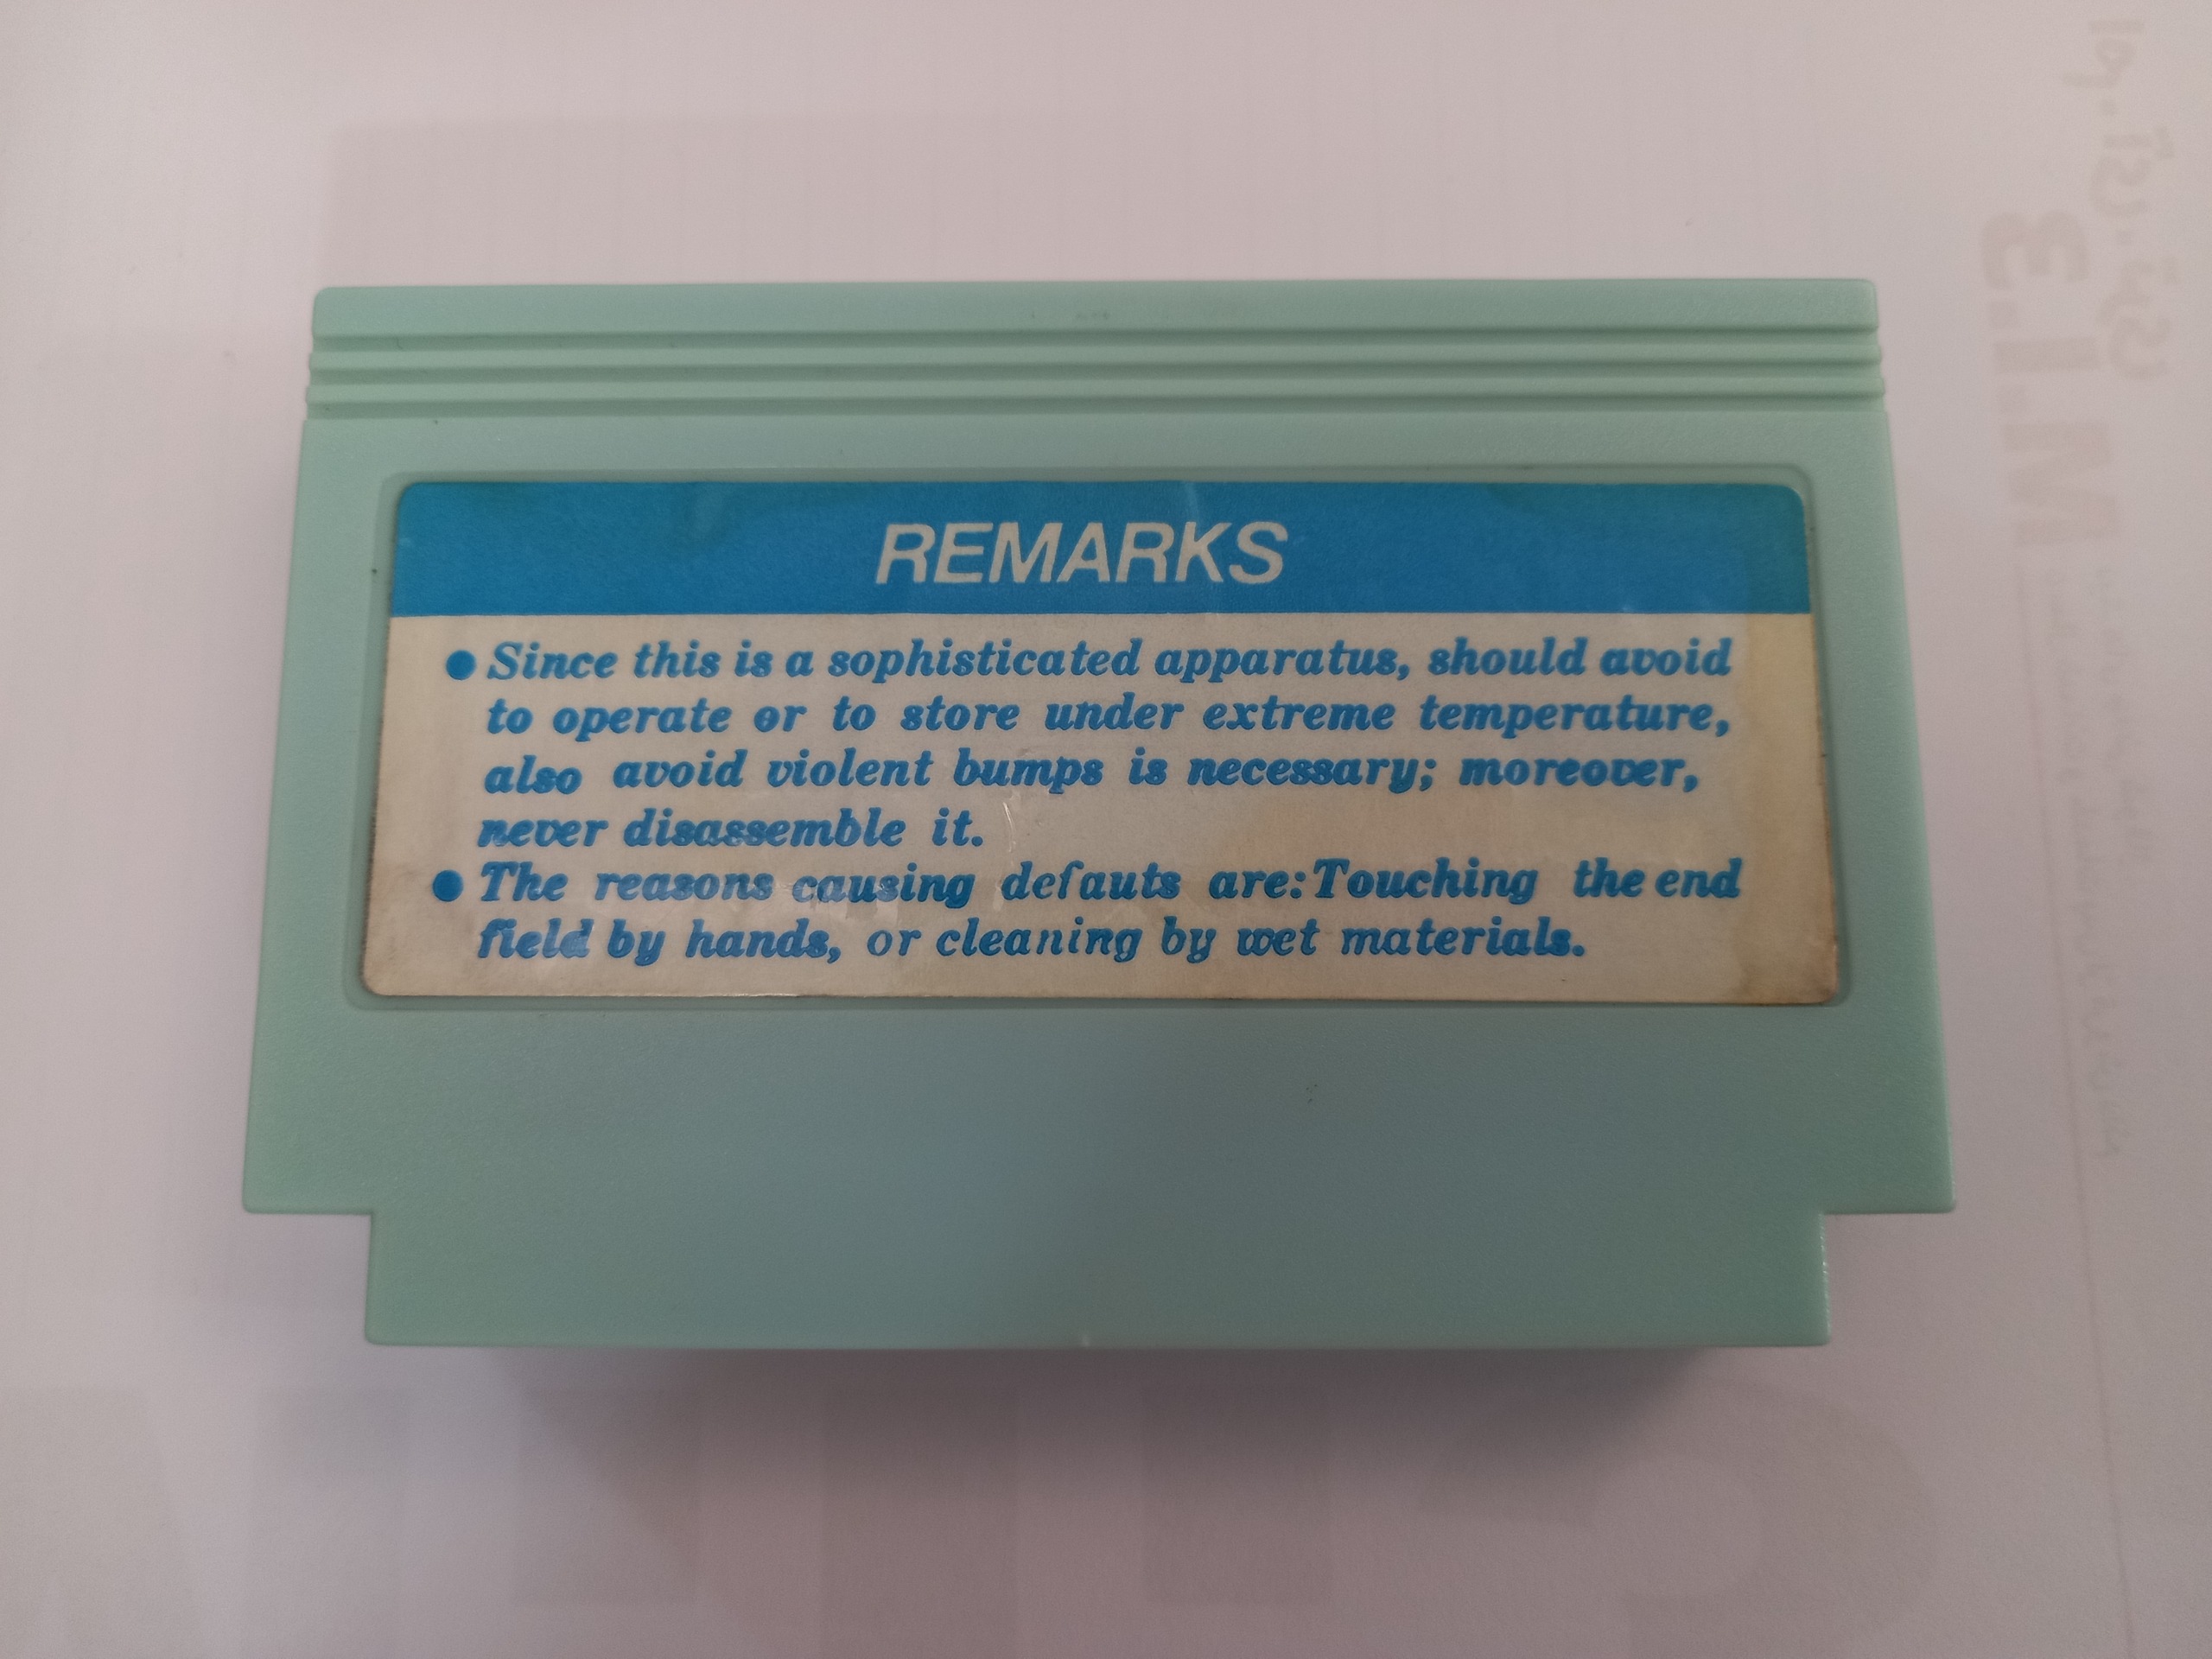 REMARKS
● Since this is a sophisticated apparatus, should avoid
to operate or to store under extreme temperature,
also avoid violent bumps is necessary; moreover,
never disassemble it.
● The reasons causing defauts are:Touching the end
field by hands, or cleaning by wet materials.